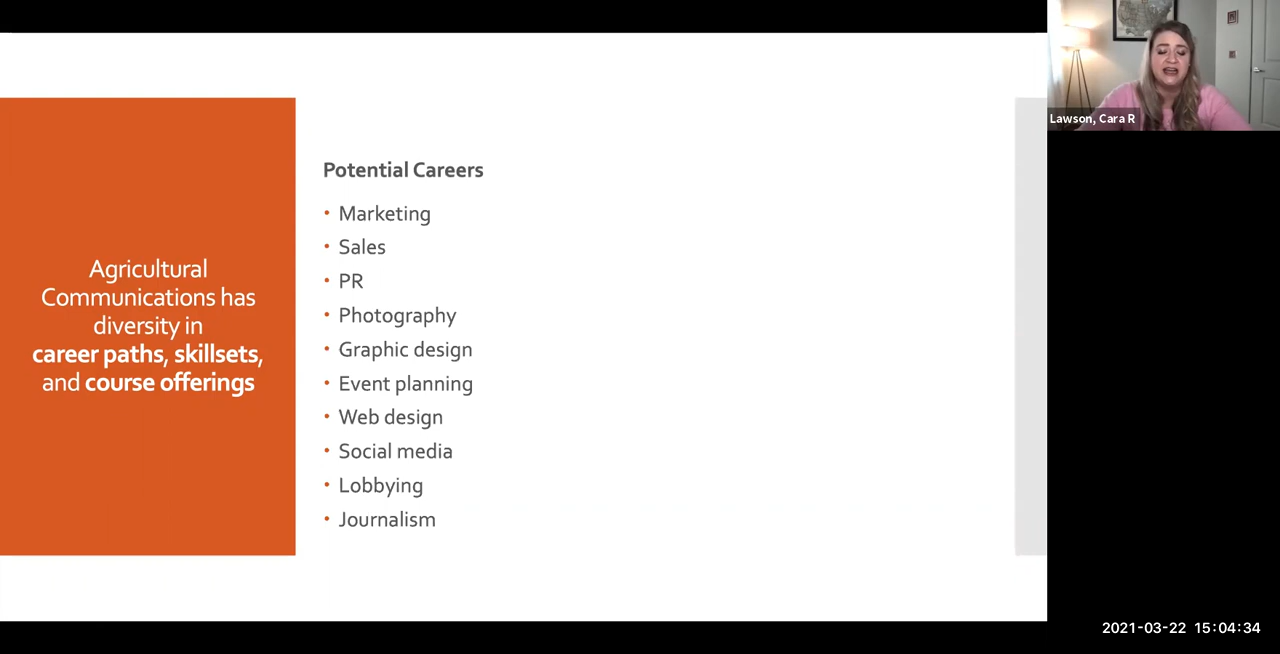 Agricultural
Communications has
diversity in
career paths, skillsets,
and course offerings
Potential Careers
• Marketing
• Sales
• PR
• Photography
• Graphic design
• Event planning
• Web design
• Social media
• Lobbying
• Journalism
Lawson, Cara R
2021-03-22 15:04:34